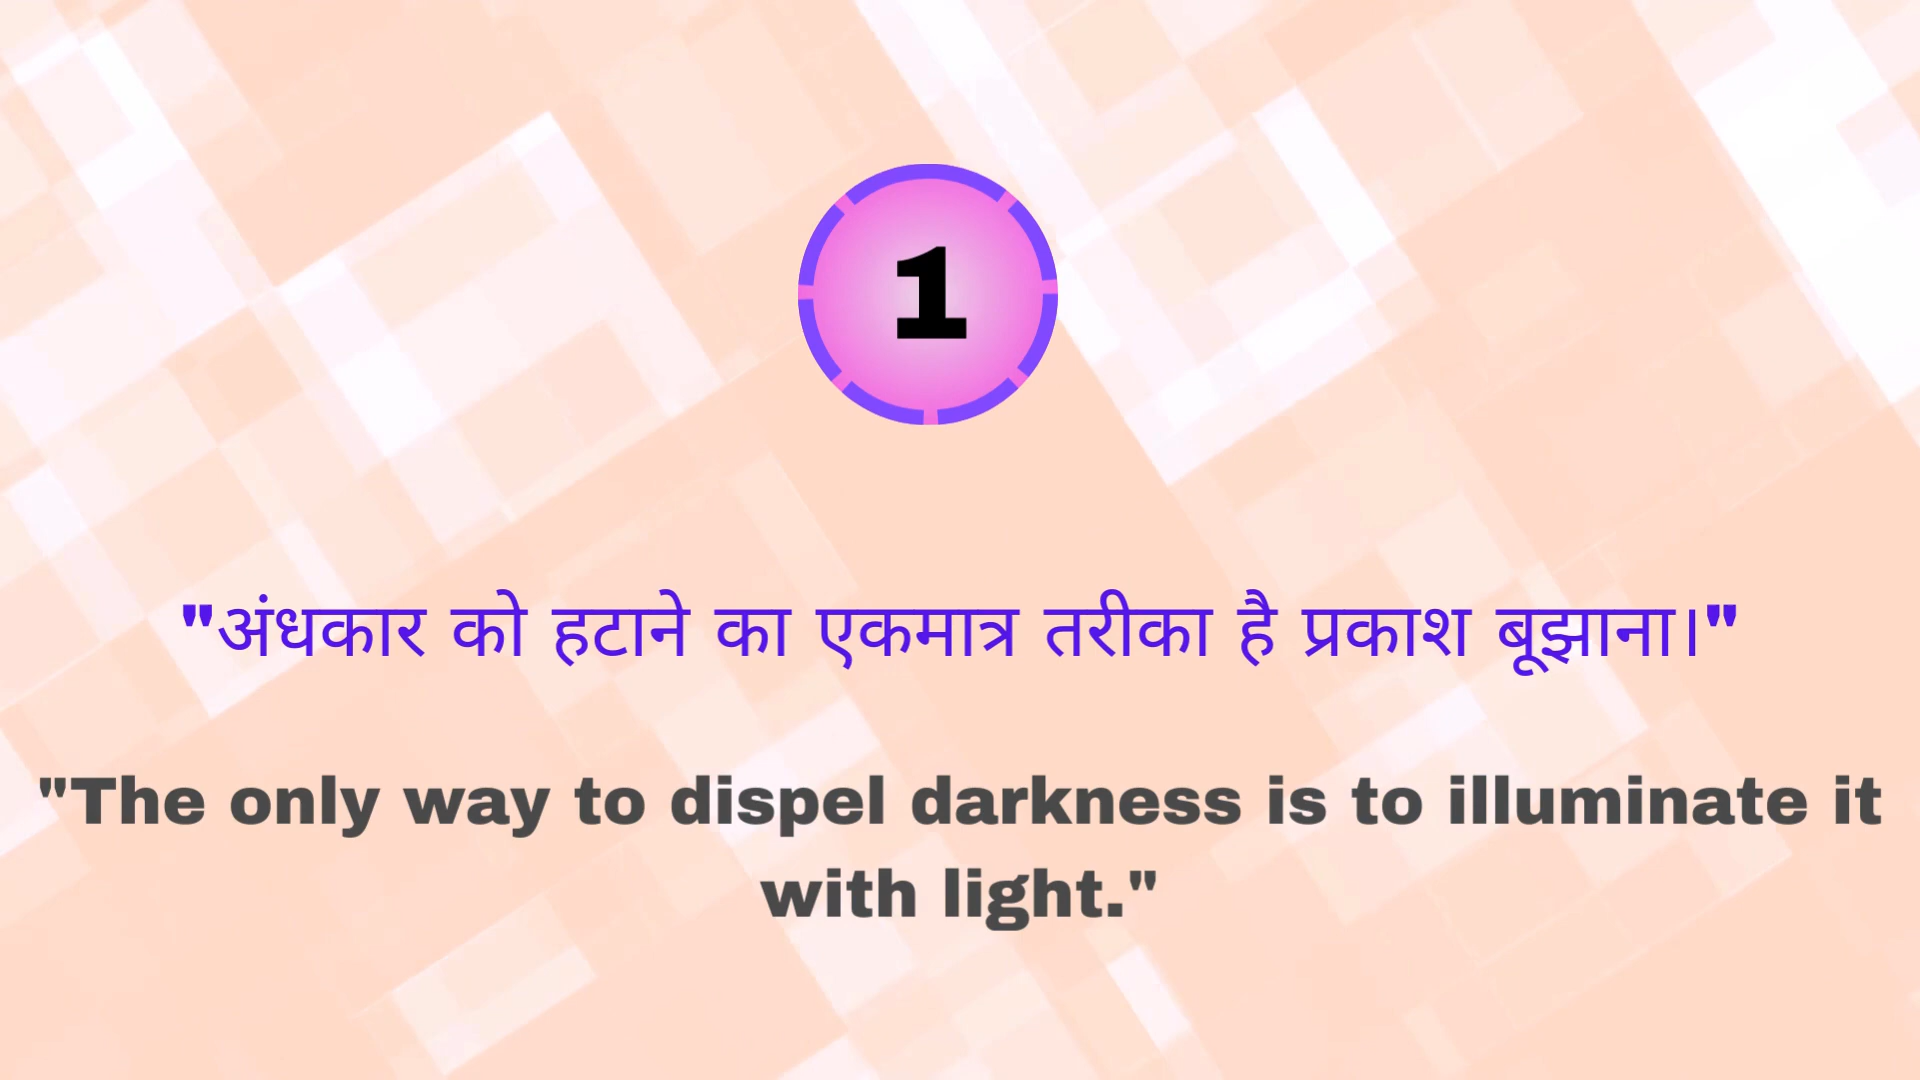 1
"अंधकार को हटाने का एकमात्र तरीका है प्रकाश बूझाना।"
"The only way to dispel darkness is to illuminate it
with light."